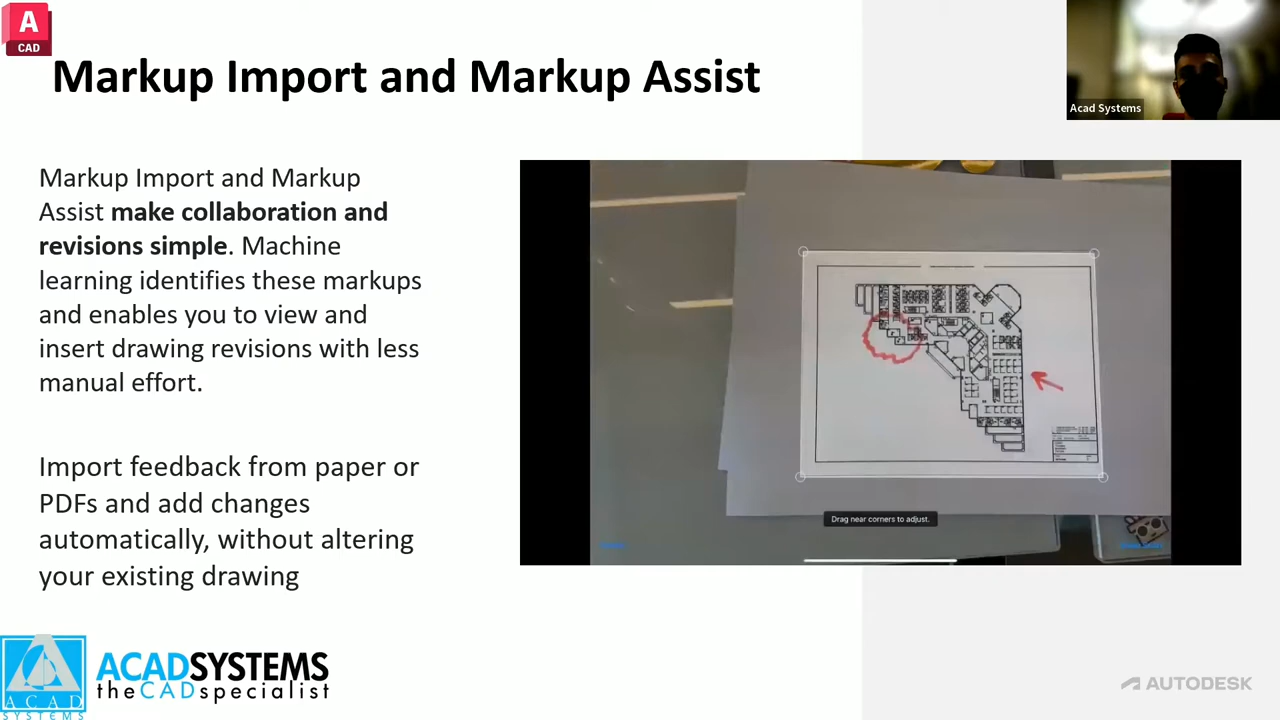 A
CAD
Markup Import and Markup Assist
Acad Systems
Markup Import and Markup
Assist make collaboration and
revisions simple. Machine
learning identifies these markups
and enables you to view and
insert drawing revisions with less
manual effort.
Import feedback from paper or
PDFs and add changes
automatically, without altering
your existing drawing
Drag near corners to adjust.
ACAD
SYSTEMS
ACADSYSTEMS
theCADspecialist
AUTODESK